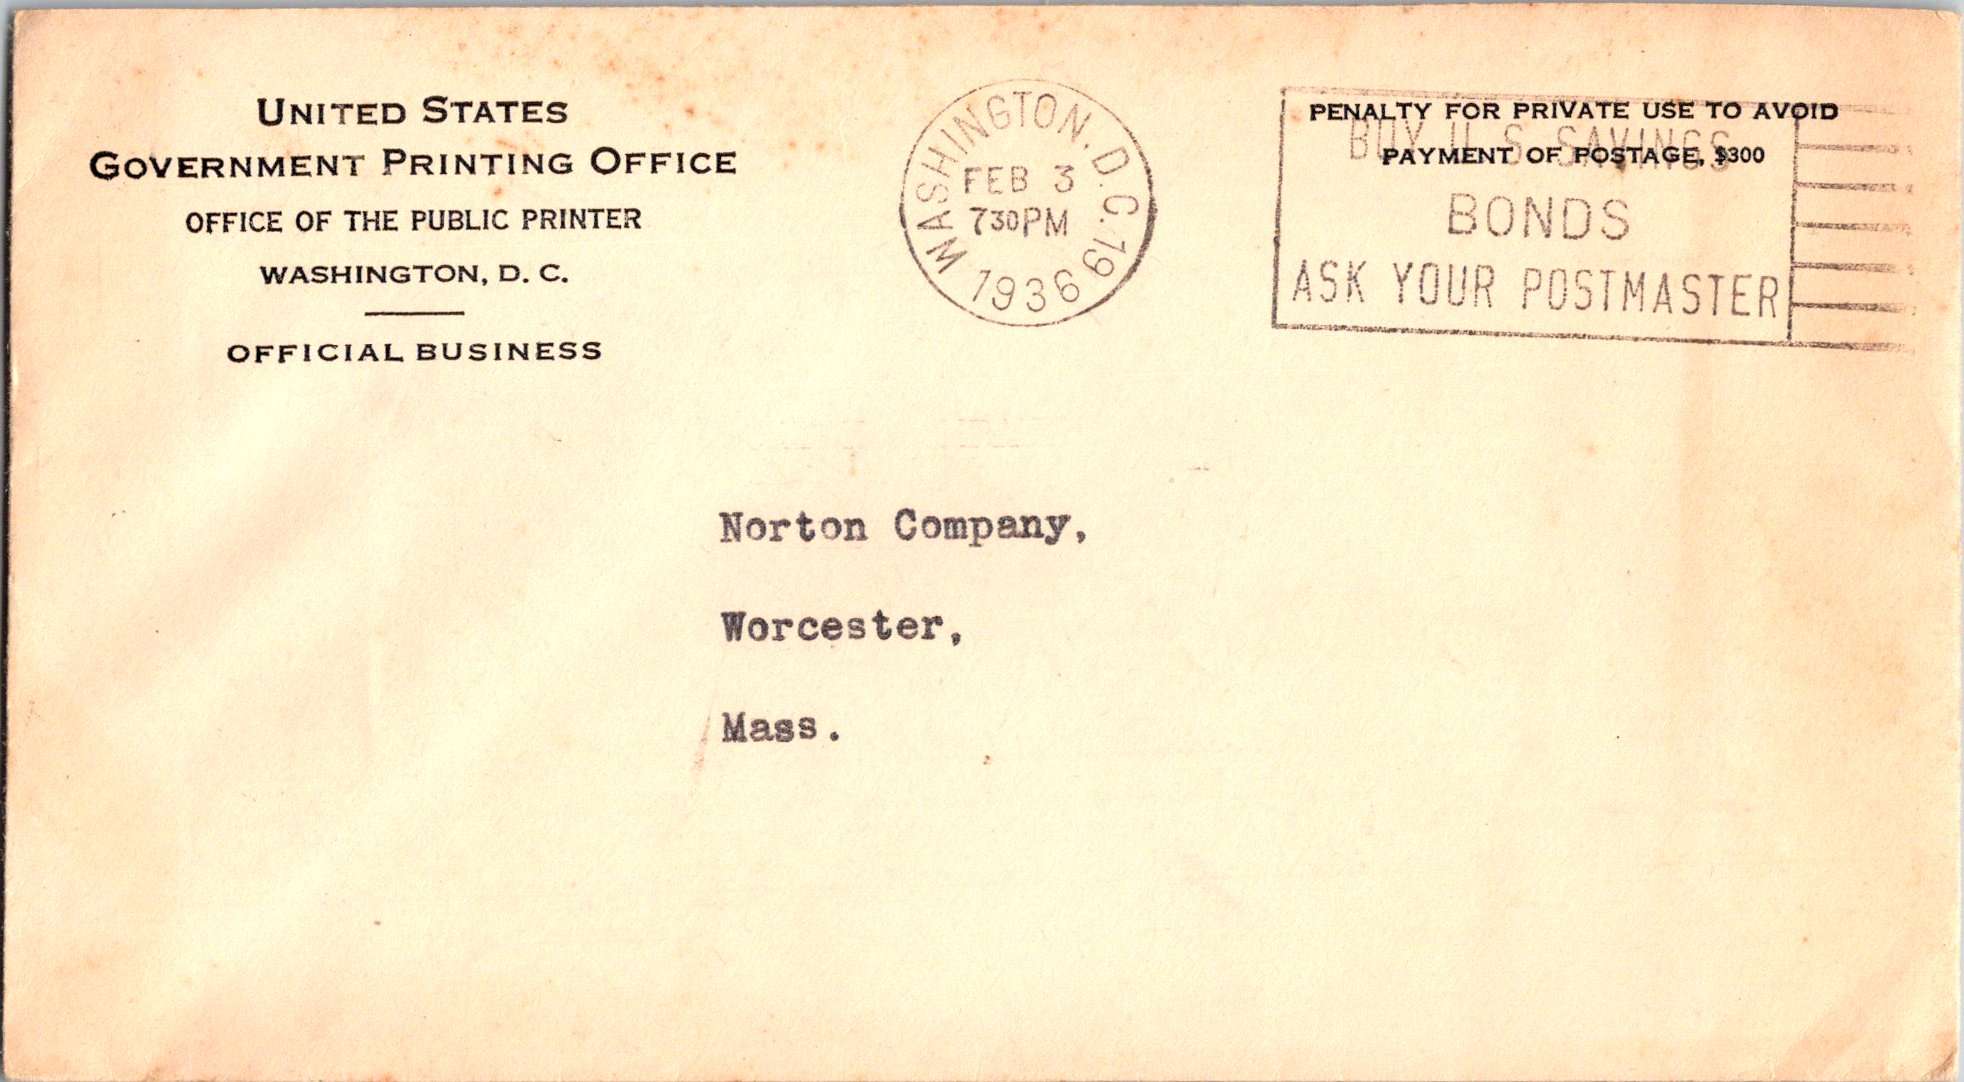 UNITED STATES
GOVERNMENT PRINTING OFFICE
OFFICE OF THE PUBLIC PRINTER
WASHINGTON, D. C.
OFFICIAL BUSINESS
WASHINGTON, D.C. 19
FEB 3
730PM
1936
PENALTY FOR PRIVATE USE TO AVOID
PAYMENT OF POSTAGE, $300
BUY U S SAVINGS
BONDS
ASK YOUR POSTMASTER
Norton Company,
Worcester,
Mass.